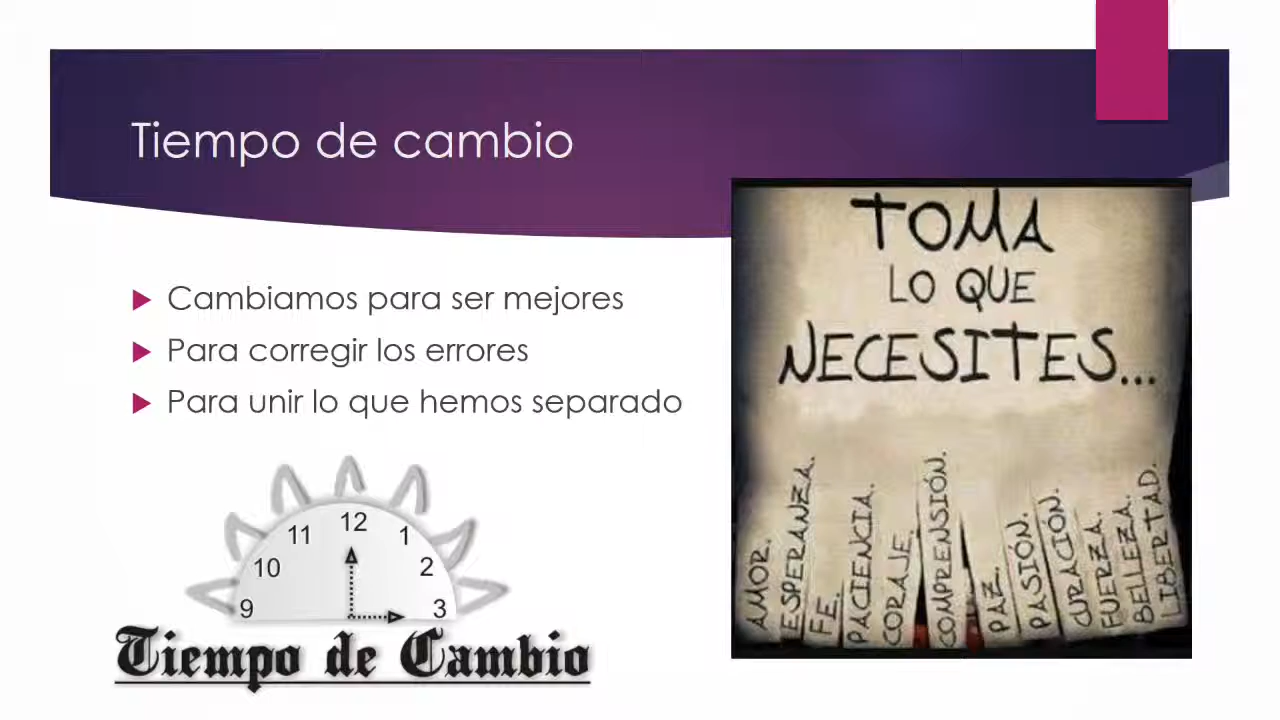 Tiempo de cambio
Cambiamos para ser mejores
Para corregir los errores
Para unir lo que hemos separado
12
11
1
10
2
9
3
Tiempo de Cambio
TOMA
LO QUE
NECESITES...
AMOR.
ESPERANZA.
FE.
PACIENCIA.
CORAJE.
COMPRENSIÓN.
PAZ.
PASIÓN.
CURACIÓN.
FUERZA.
BELLEZA.
LIBERTAD.